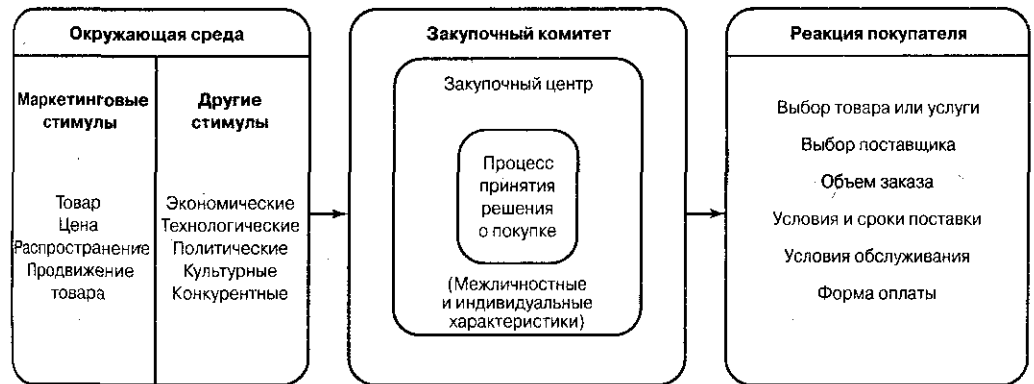 Окружающая среда
Маркетинговые
стимулы
Товар
Цена
Распространение
Продвижение
товара
Другие
стимулы
Экономические
Технологические
Политические
Культурные
Конкурентные
Закупочный комитет
Закупочный центр
Процесс
принятия
решения
о покупке
(Межличностные
и индивидуальные
характеристики)
Реакция покупателя
Выбор товара или услуги
Выбор поставщика
Объем заказа
Условия и сроки поставки
Условия обслуживания
Форма оплаты